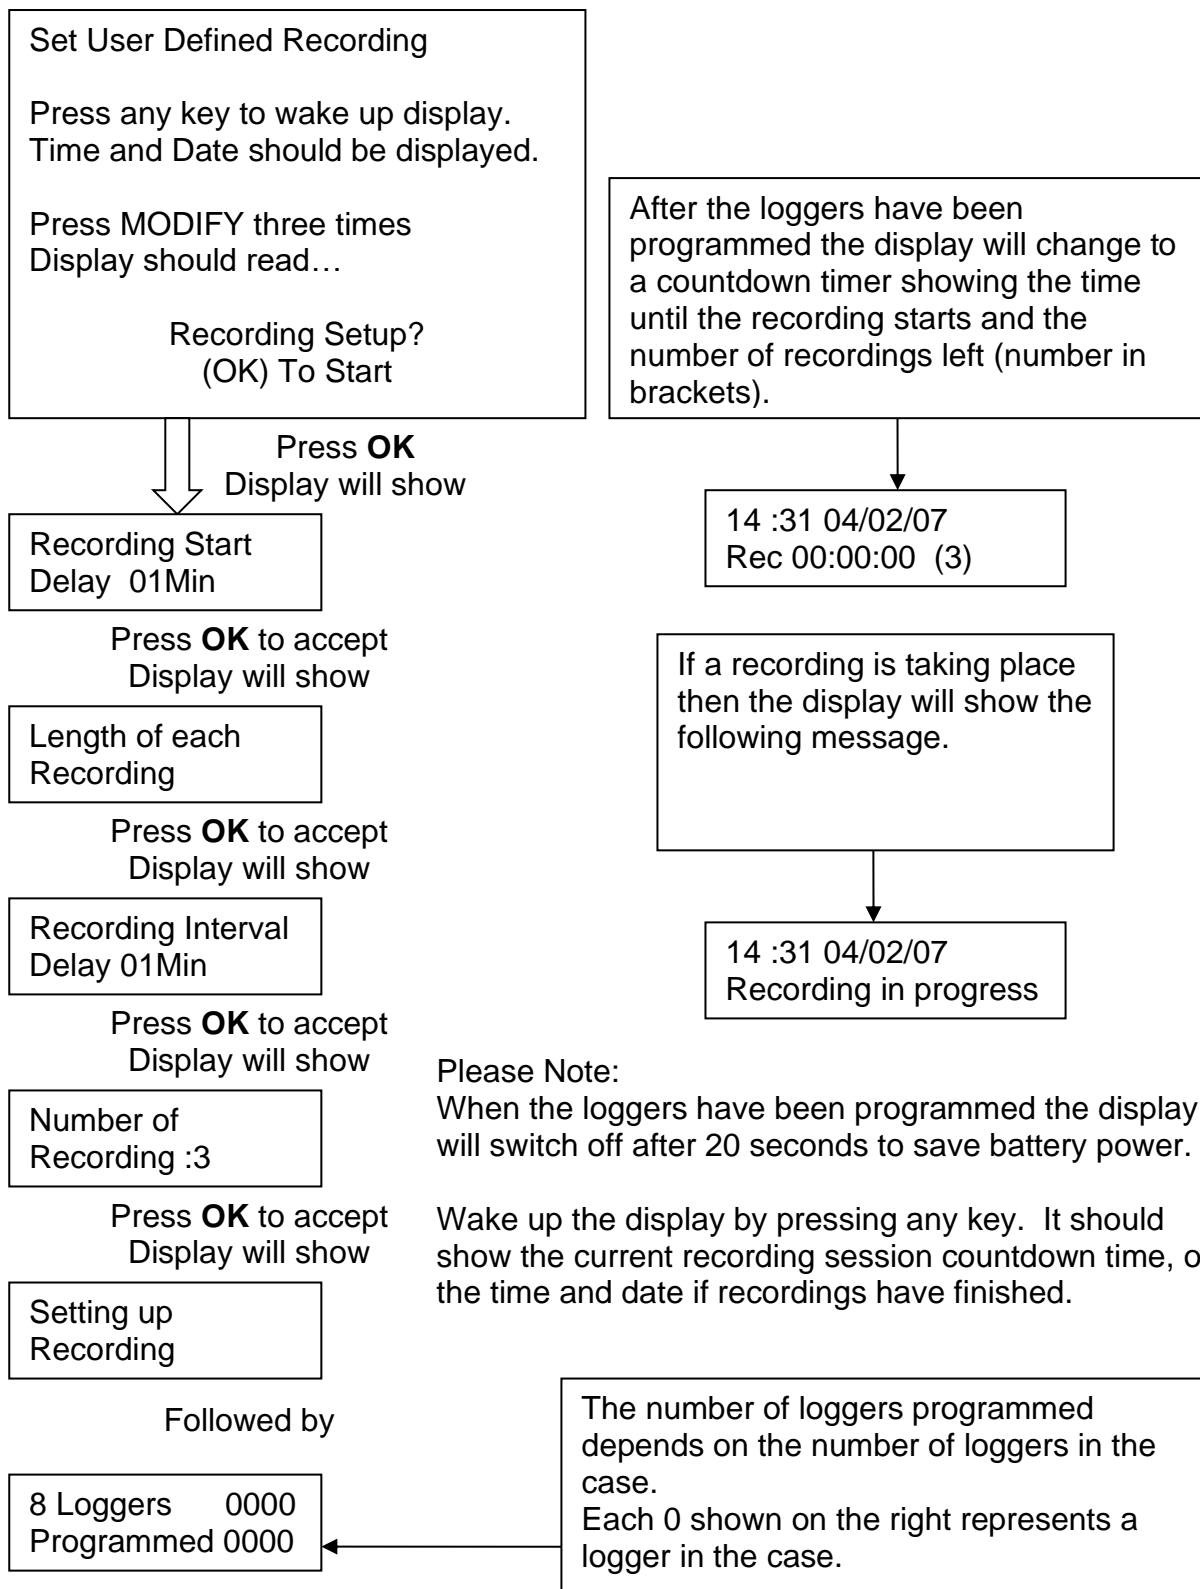 Set User Defined Recording
Press any key to wake up display.
Time and Date should be displayed.
Press MODIFY three times
Display should read…
Recording Setup?
(OK) To Start
Press OK
Display will show
Recording Start
Delay 01Min
Press OK to accept
Display will show
Length of each
Recording
Press OK to accept
Display will show
Recording Interval
Delay 01Min
Press OK to accept
Display will show
Number of
Recording :3
Press OK to accept
Display will show
Setting up
Recording
Followed by
8 Loggers 0000
Programmed 0000
After the loggers have been
programmed the display will change to
a countdown timer showing the time
until the recording starts and the
number of recordings left (number in
brackets).
14 :31 04/02/07
Rec 00:00:00 (3)
If a recording is taking place
then the display will show the
following message.
14 :31 04/02/07
Recording in progress
Please Note:
When the loggers have been programmed the display
will switch off after 20 seconds to save battery power.
Wake up the display by pressing any key. It should
show the current recording session countdown time, o
the time and date if recordings have finished.
The number of loggers programmed
depends on the number of loggers in the
case.
Each 0 shown on the right represents a
logger in the case.